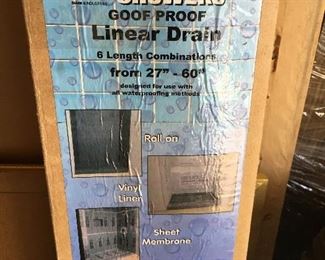 SHOWERS
GOOF PROOF
Linear Drain
6 Length Combinations
from 27" - 60"
designed for use with
all waterproofing methods
Roll on
Vinyl
Liner
Sheet
Membrane